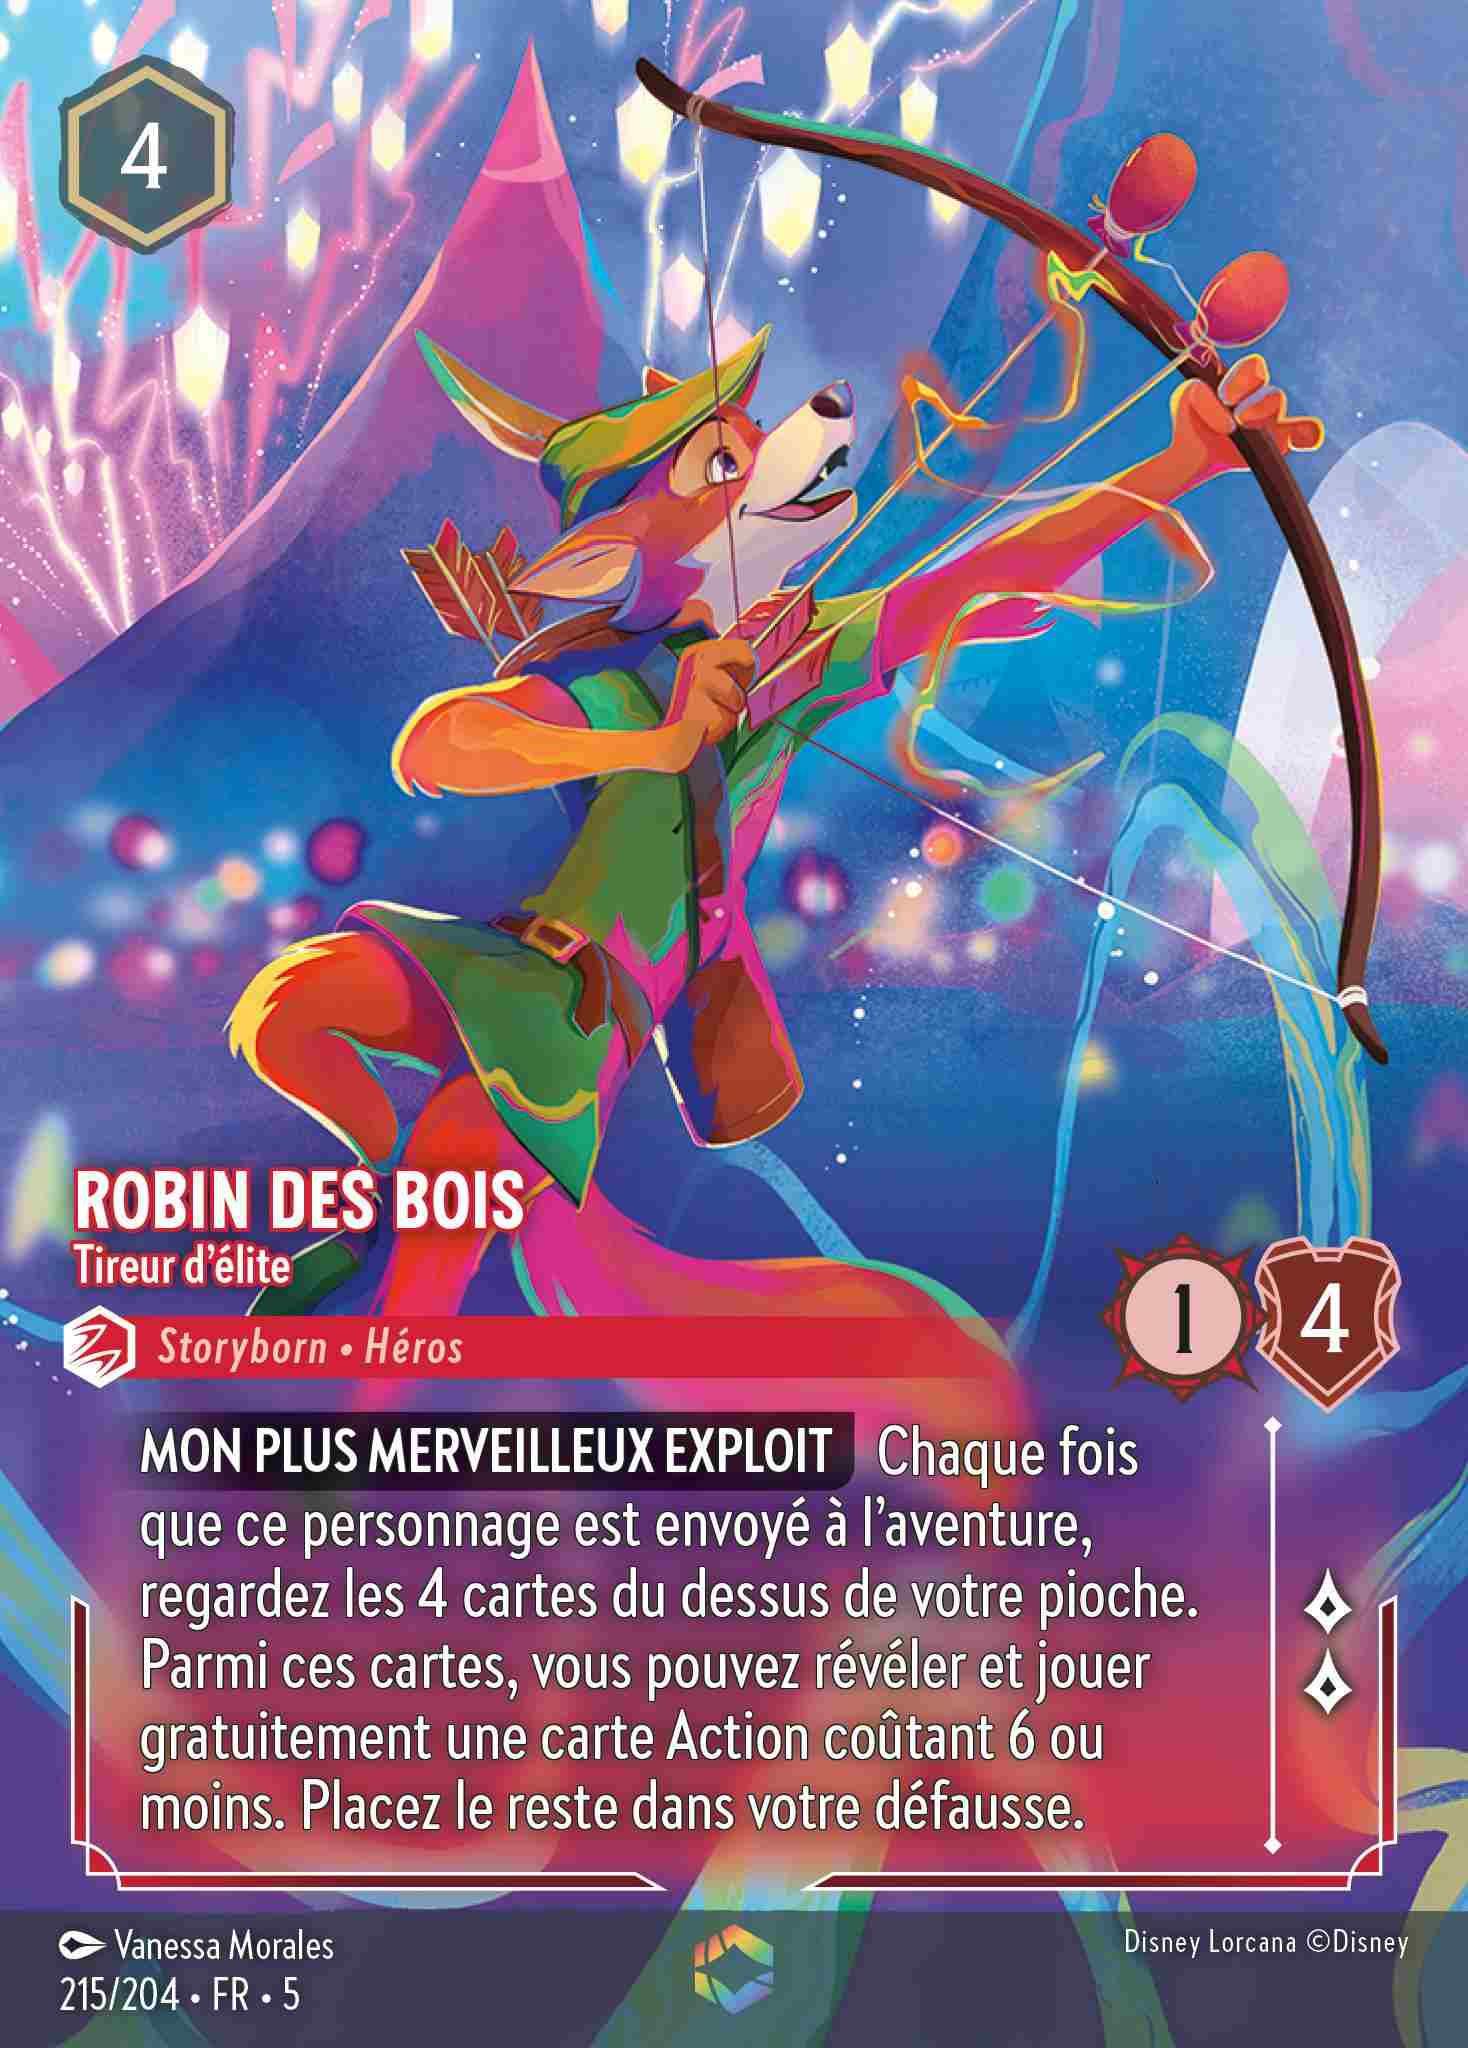 4
ROBIN DES BOIS
Tireur d'élite
Storyborn • Héros
1
4
MON PLUS MERVEILLEUX EXPLOIT Chaque fois
que ce personnage est envoyé à l'aventure,
regardez les 4 cartes du dessus de votre pioche.
Parmi ces cartes, vous pouvez révéler et jouer
gratuitement une carte Action coûtant 6 ou
moins. Placez le reste dans votre défausse.
Vanessa Morales
Disney Lorcana ©Disney
215/204 • FR • 5